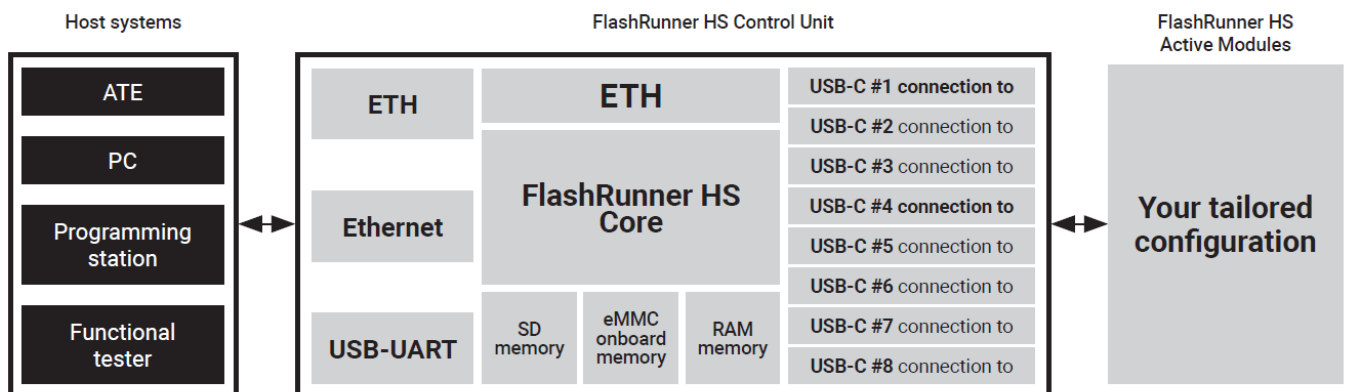 Host systems
ATE
PC
Programming
station
Functional
tester
FlashRunner HS Control Unit
ETH
Ethernet
USB-UART
ETH
FlashRunner HS
Core
SD
memory
eMMC
onboard
memory
RAM
memory
USB-C #1 connection to
USB-C #2 connection to
USB-C #3 connection to
USB-C #4 connection to
USB-C #5 connection to
USB-C #6 connection to
USB-C #7 connection to
USB-C #8 connection to
FlashRunner HS
Active Modules
Your tailored
configuration